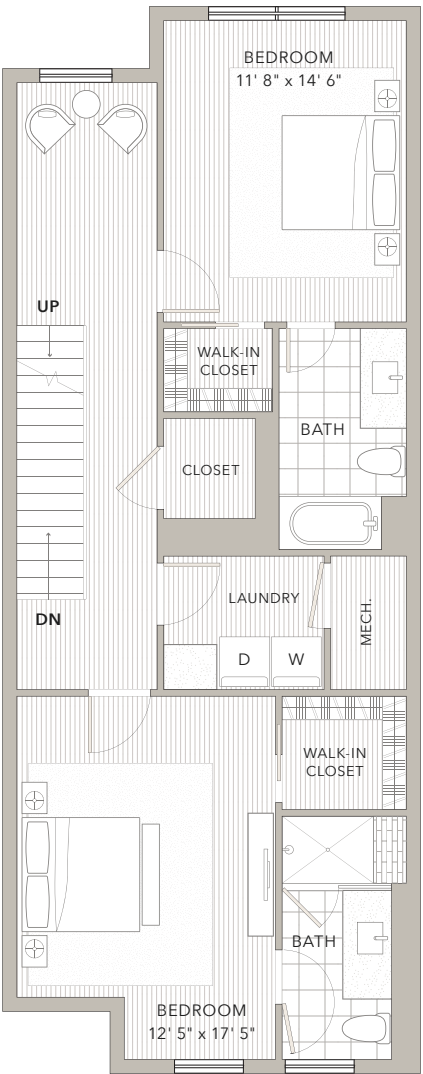 BEDROOM
11' 8" x 14' 6"
UP
WALK-IN
CLOSET
BATH
CLOSET
LAUNDRY
MECH.
DN
D
W
WALK-IN
CLOSET
BATH
BEDROOM
12' 5" x 17' 5"